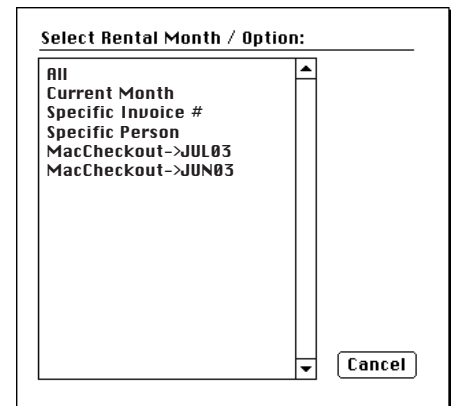 Select Rental Month / Option:
All
Current Month
Specific Invoice #
Specific Person
MacCheckout->JUL03
MacCheckout->JUN03
Cancel